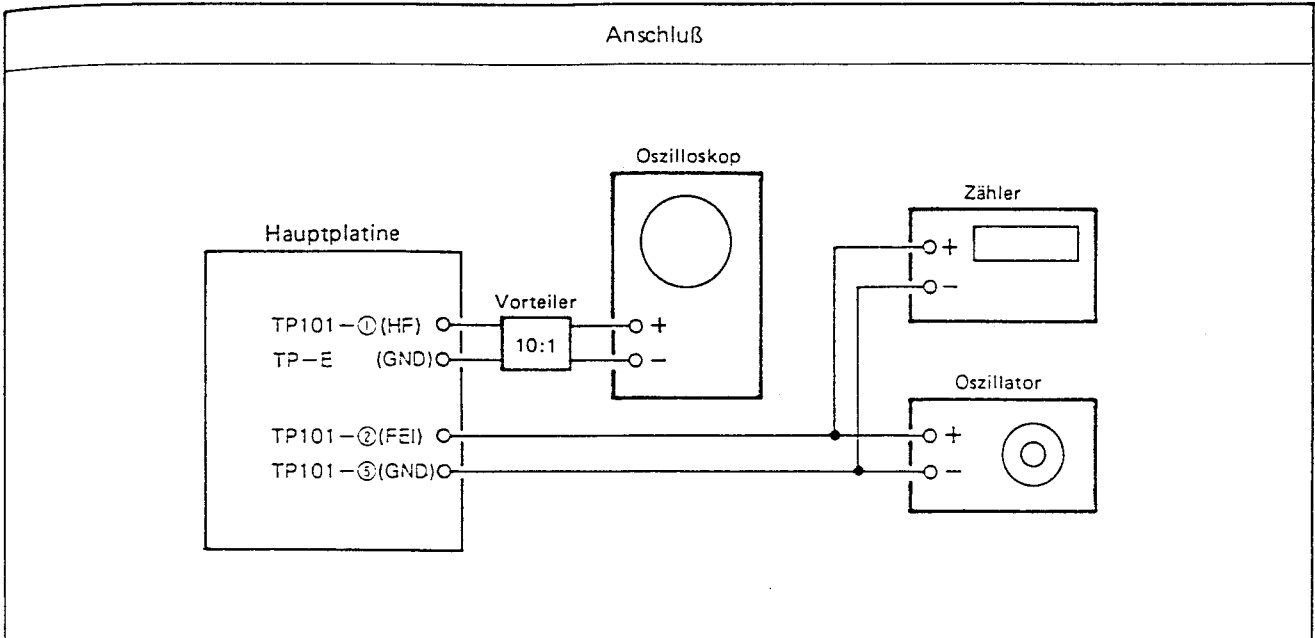 Anschluß
Oszilloskop
Zähler
Hauptplatine
+
−
Vorteiler
TP101−①(HF)
+
10:1
TP−E (GND)
−
Oszillator
TP101−②(FEI)
+
TP101−⑤(GND)
−